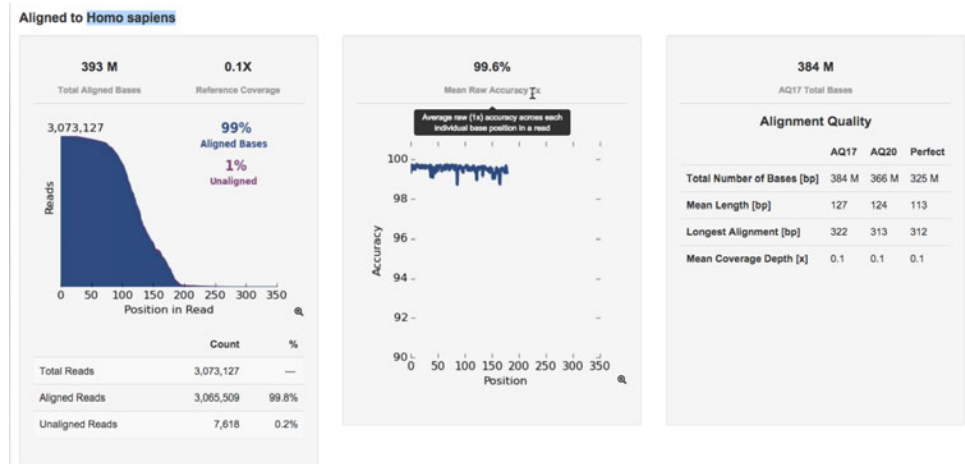 Aligned to Homo sapiens
393 M 0.1X
Total Aligned Bases Reference Coverage
3,073,127
99%
Aligned Bases
1%
Unaligned
Reads
0 50 100 150 200 250 300 350
Position in Read
Count %
Total Reads 3,073,127 —
Aligned Reads 3,065,509 99.8%
Unaligned Reads 7,618 0.2%
99.6%
Mean Raw Accuracy 1x
Average raw (1x) accuracy across each
individual base position in a read
100
98
96
94
92
90
Accuracy
0 50 100 150 200 250 300 350
Position
384 M
AQ17 Total Bases
Alignment Quality
AQ17 AQ20 Perfect
Total Number of Bases [bp] 384 M 366 M 325 M
Mean Length [bp] 127 124 113
Longest Alignment [bp] 322 313 312
Mean Coverage Depth [x] 0.1 0.1 0.1